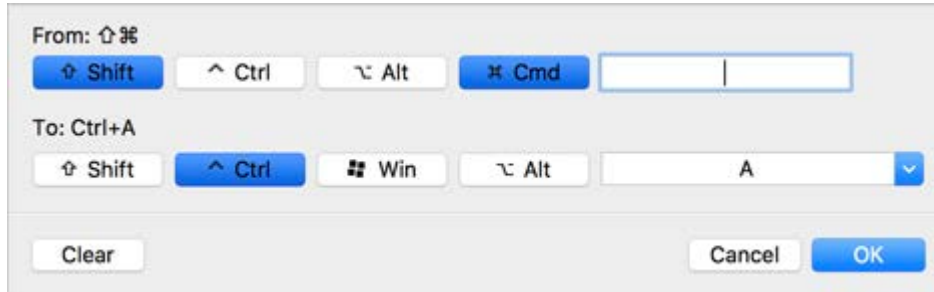 From: ⇧⌘
⇧ Shift ^ Ctrl ⌥ Alt ⌘ Cmd
To: Ctrl+A
⇧ Shift ^ Ctrl Win ⌥ Alt A
Clear Cancel OK